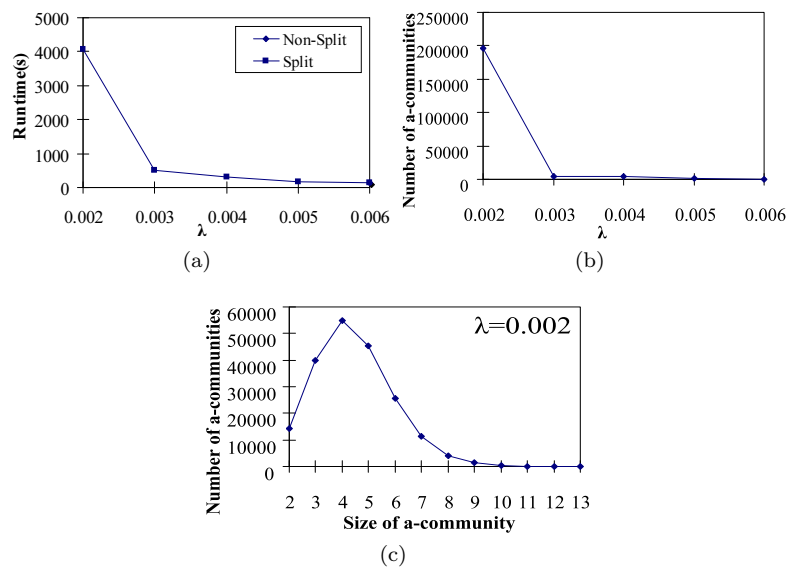 5000
4000
3000
2000
1000
0
Runtime(s)
Non-Split
Split
0.002 0.003 0.004 0.005 0.006
λ
(a)
250000
200000
150000
100000
50000
0
Number of a-communities
0.002 0.003 0.004 0.005 0.006
λ
(b)
60000
50000
40000
30000
20000
10000
0
Number of a-communities
λ=0.002
2 3 4 5 6 7 8 9 10 11 12 13
Size of a-community
(c)